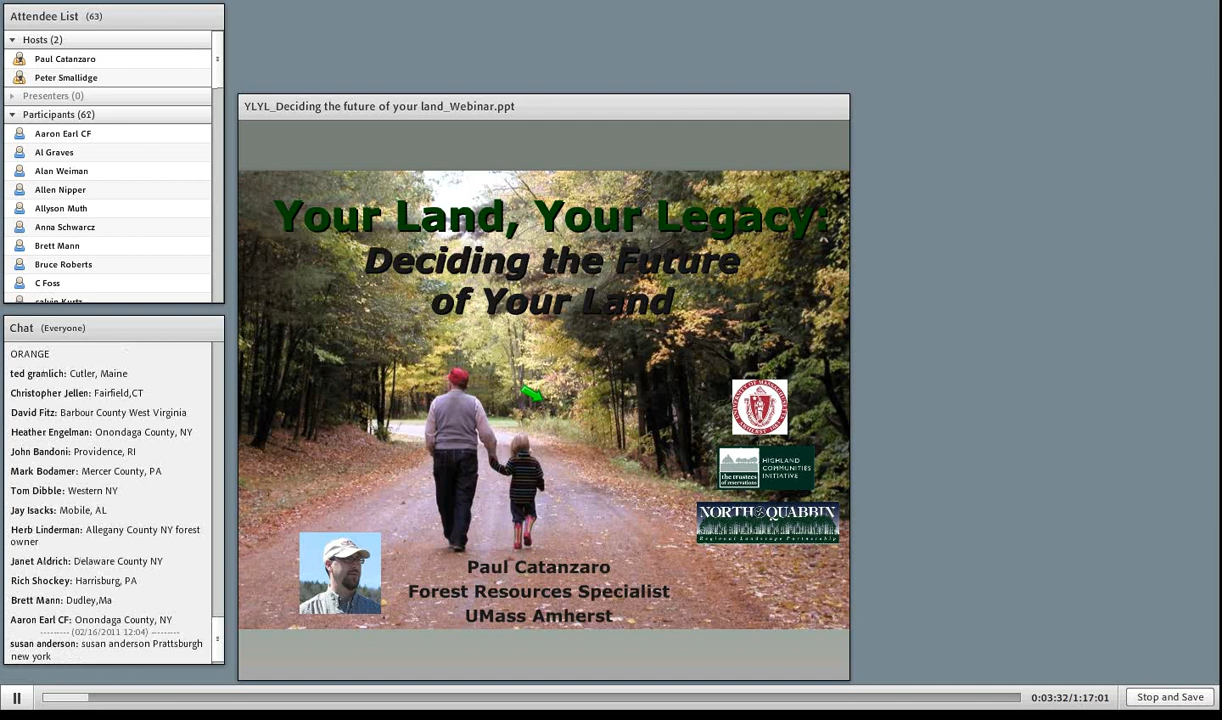 Attendee List (63)
Hosts (2)
Paul Catanzaro
Peter Smallidge
Presenters (0)
Participants (62)
Aaron Earl CF
Al Graves
Alan Weiman
Allen Nipper
Allyson Muth
Anna Schwarcz
Brett Mann
Bruce Roberts
C Foss
calvin Kurtz
Chat (Everyone)
ORANGE
ted gramlich: Cutler, Maine
Christopher Jellen: Fairfield,CT
David Fitz: Barbour County West Virginia
Heather Engelman: Onondaga County, NY
John Bandoni: Providence, RI
Mark Bodamer: Mercer County, PA
Tom Dibble: Western NY
Jay Isacks: Mobile, AL
Herb Linderman: Allegany County NY forest
owner
Janet Aldrich: Delaware County NY
Rich Shockey: Harrisburg, PA
Brett Mann: Dudley,Ma
Aaron Earl CF: Onondaga County, NY
--------- (02/16/2011 12:04) ---------
susan anderson: susan anderson Prattsburgh
new york
YLYL_Deciding the future of your land_Webinar.ppt
Your Land, Your Legacy:
Deciding the Future
of Your Land
HIGHLAND
COMMUNITIES
INITIATIVE
the trustees
of reservations
NORTH QUABBIN
Regional Landscape Partnership
Paul Catanzaro
Forest Resources Specialist
UMass Amherst
0:03:32/1:17:01
Stop and Save